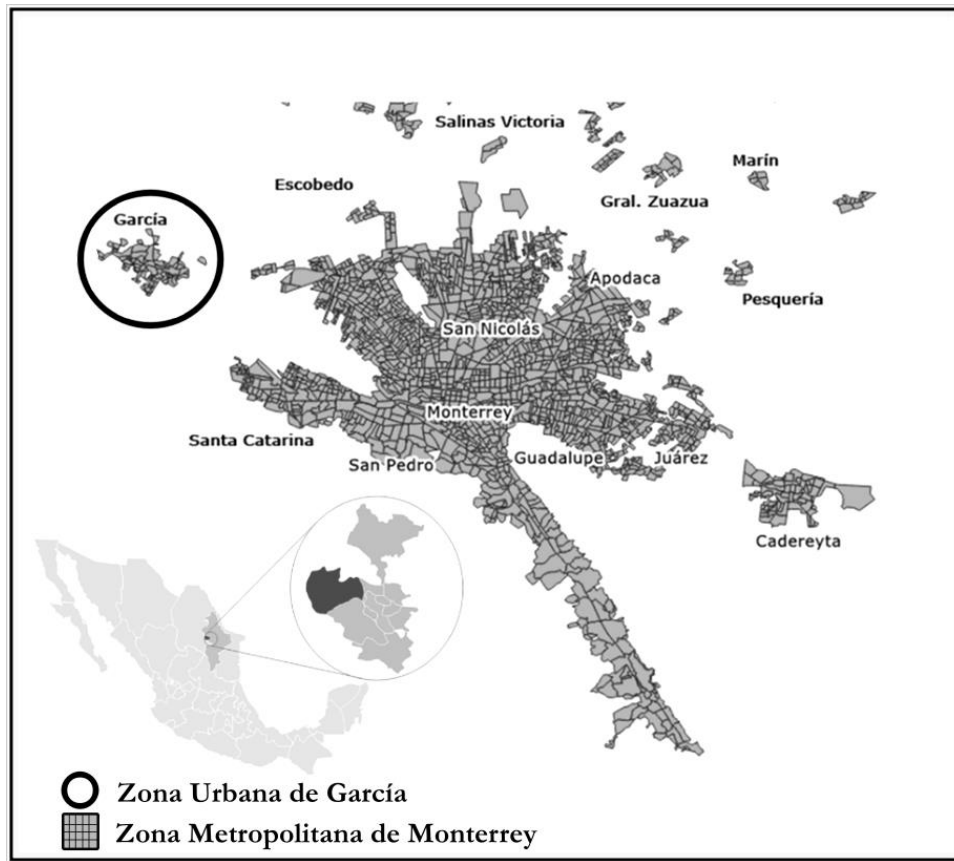 Salinas Victoria
Marín
Escobedo
Gral. Zuazua
García
Apodaca
Pesquería
San Nicolás
Monterrey
Santa Catarina
San Pedro
Guadalupe
Juárez
Cadereyta
Zona Urbana de García
Zona Metropolitana de Monterrey